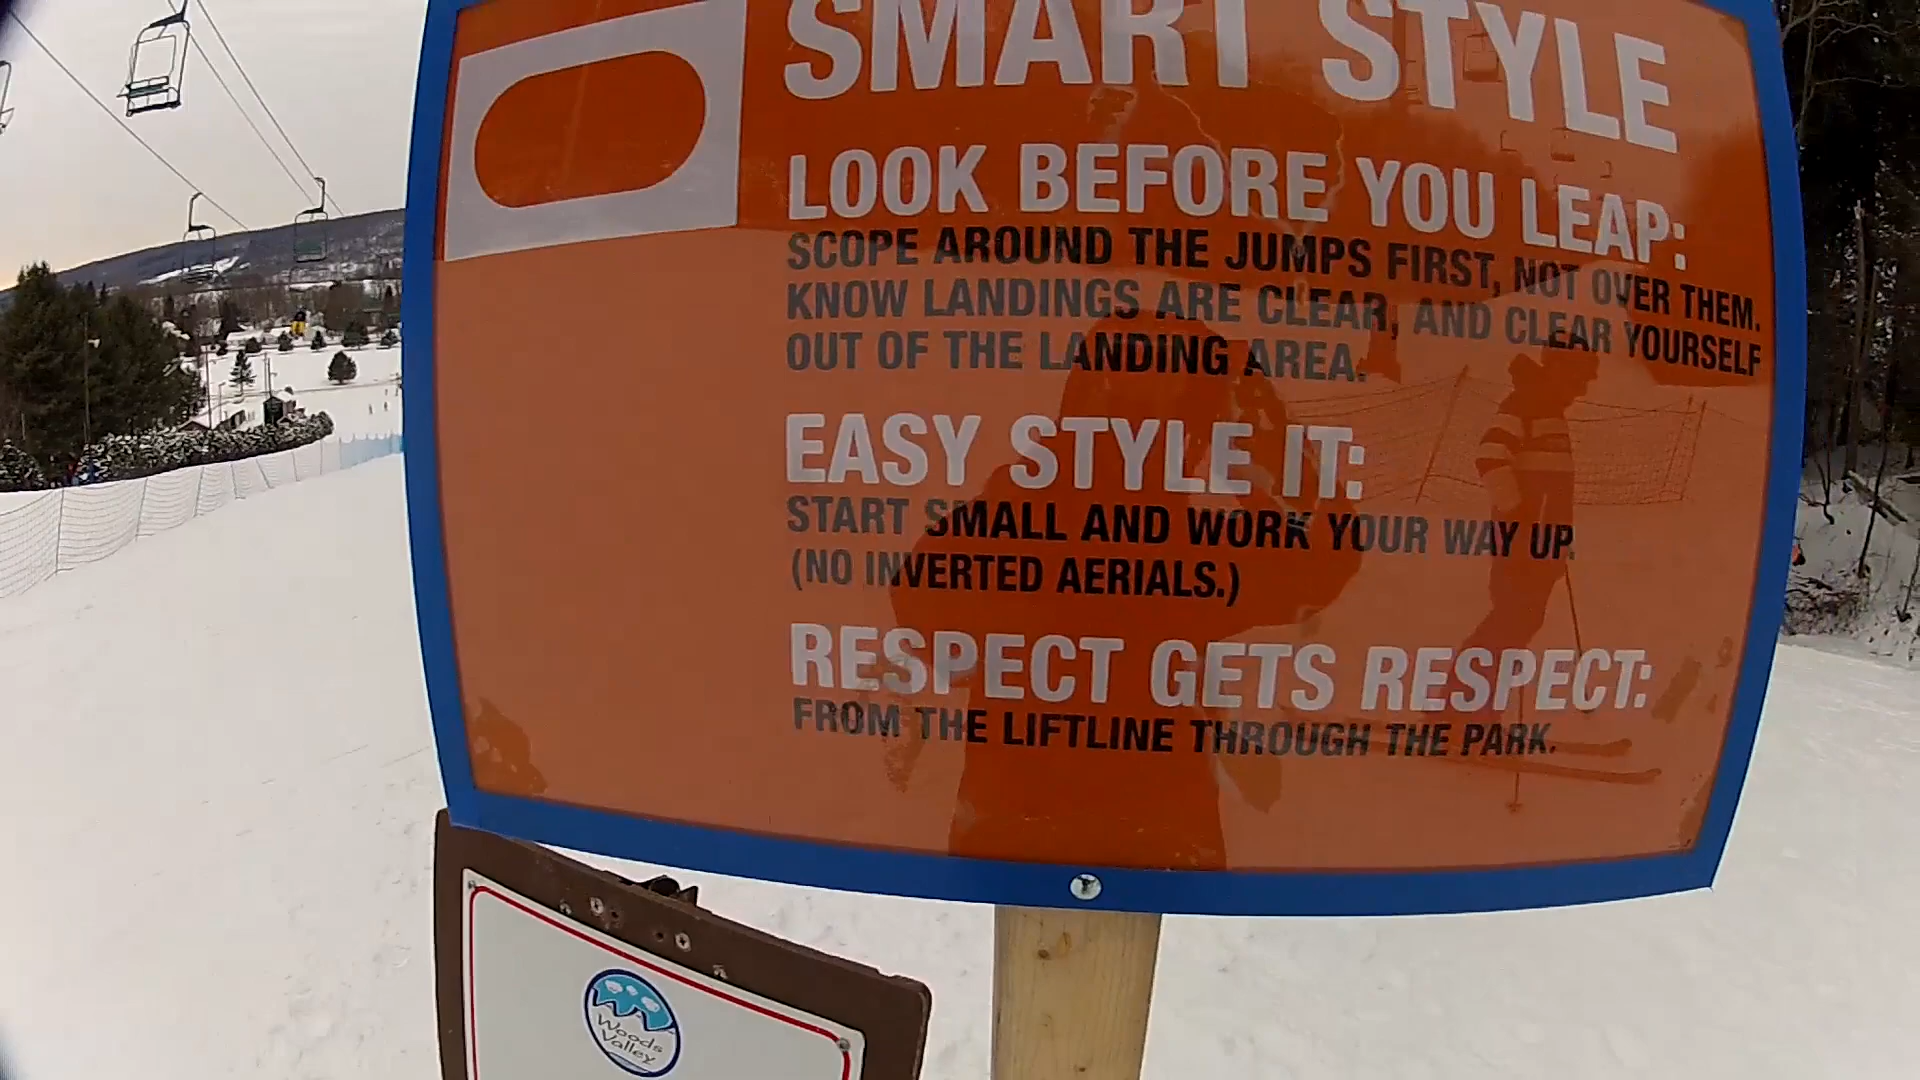 SMART STYLE
LOOK BEFORE YOU LEAP:
SCOPE AROUND THE JUMPS FIRST, NOT OVER THEM.
KNOW LANDINGS ARE CLEAR, AND CLEAR YOURSELF
OUT OF THE LANDING AREA.
EASY STYLE IT:
START SMALL AND WORK YOUR WAY UP.
(NO INVERTED AERIALS.)
RESPECT GETS RESPECT:
FROM THE LIFTLINE THROUGH THE PARK.
Woods
Valley